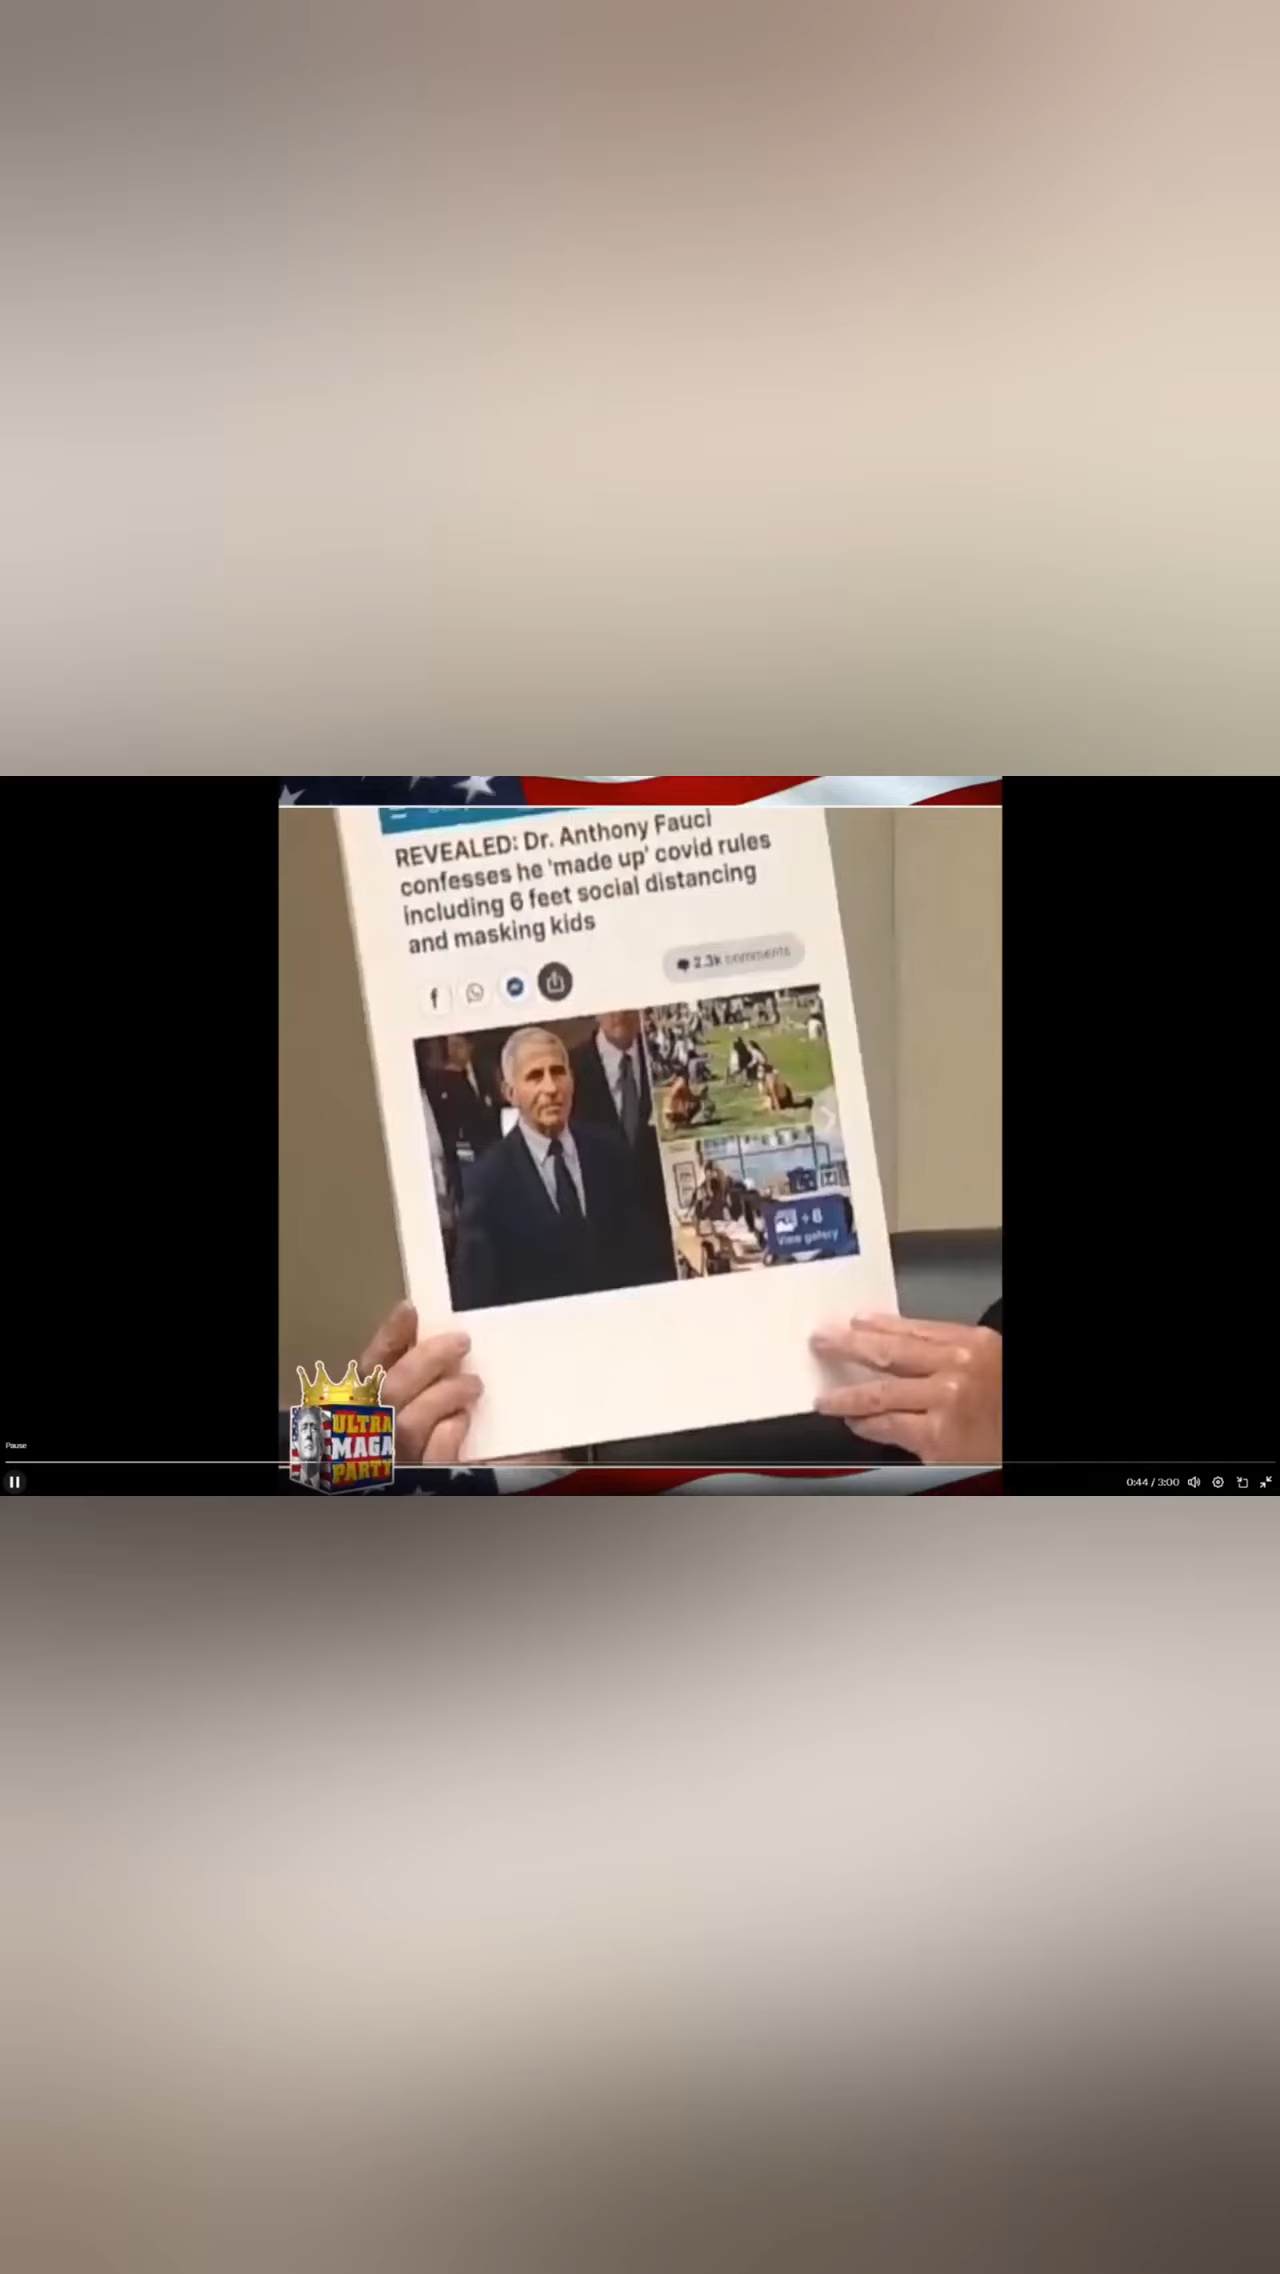 REVEALED: Dr. Anthony Fauci
confesses he 'made up' covid rules
including 6 feet social distancing
and masking kids
2.3k comments
+8
View gallery
ULTRA
MAGA
PARTY
Pause
0:44 / 3:00